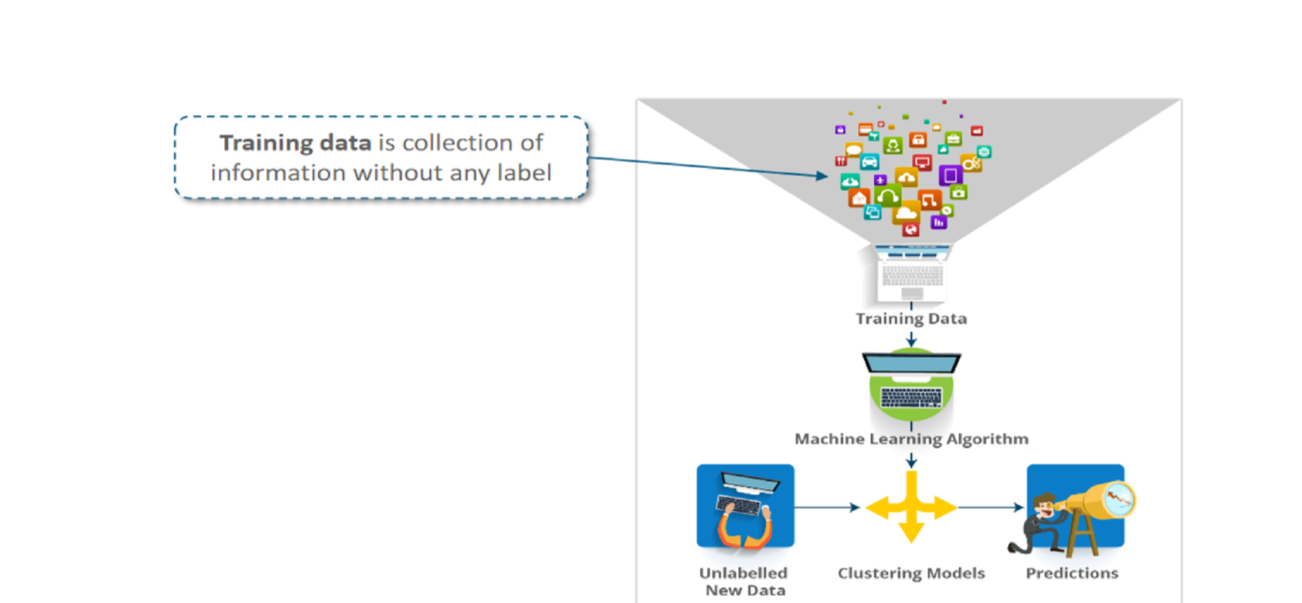 Training data is collection of
information without any label
Training Data
Machine Learning Algorithm
Unlabelled
New Data
Clustering Models
Predictions